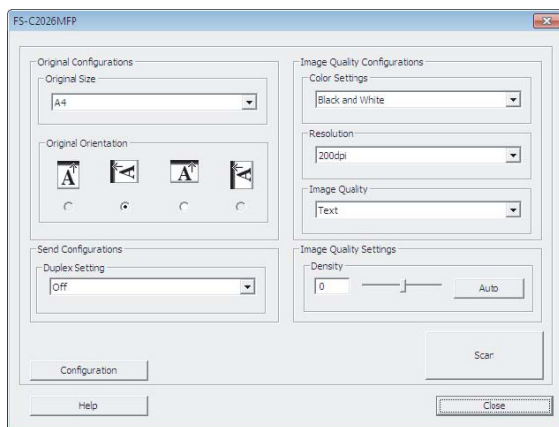 FS-C2026MFP
Original Configurations
Original Size
A4
Original Orientation
A A A A
Send Configurations
Duplex Setting
Off
Image Quality Configurations
Color Settings
Black and White
Resolution
200dpi
Image Quality
Text
Image Quality Settings
Density
0 Auto
Configuration
Scan
Help
Close